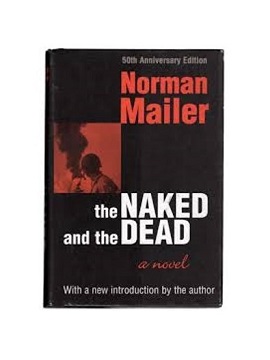 50th Anniversary Edition
Norman
Mailer
the NAKED
and the DEAD
a novel
With a new introduction by the author